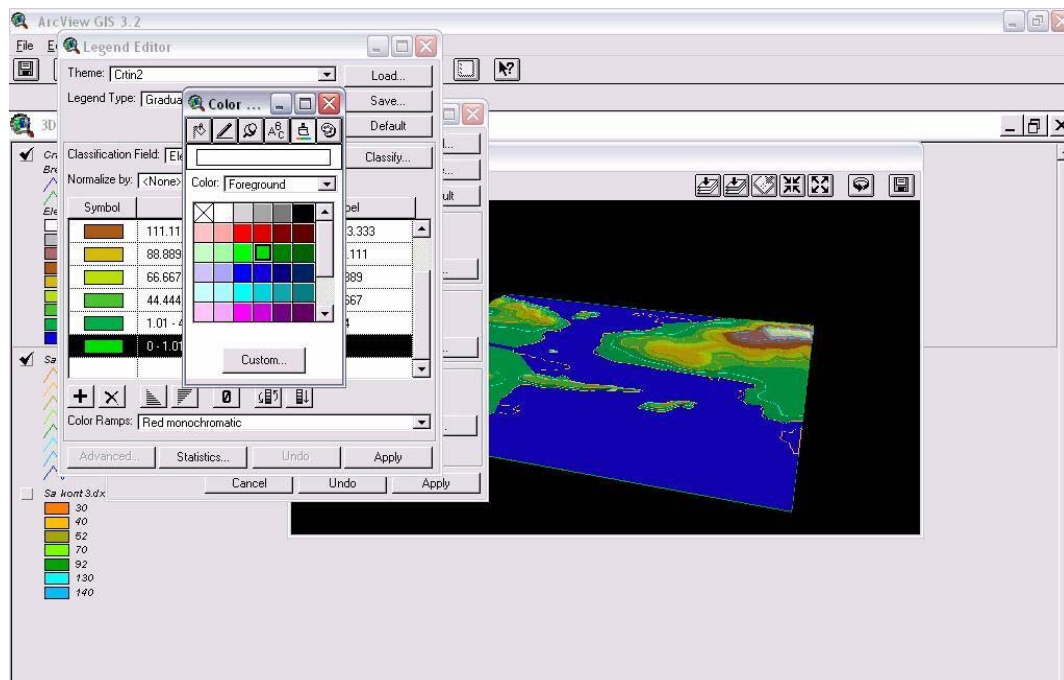 ArcView GIS 3.2
File
Legend Editor
Theme: Crtin2
Load...
Legend Type:
Save...
Color ...
Default
3D
Classification Field:
Classify...
Normalize by: <None>
Color: Foreground
Symbol
111.11
3.333
88.889
.111
66.667
889
44.444
667
1.01 - 4
4
0 - 1.01
Custom...
Color Ramps: Red monochromatic
Advanced...
Statistics...
Undo
Apply
Cancel
Undo
Apply
Sa kont 3.dx
30
40
52
70
92
130
140